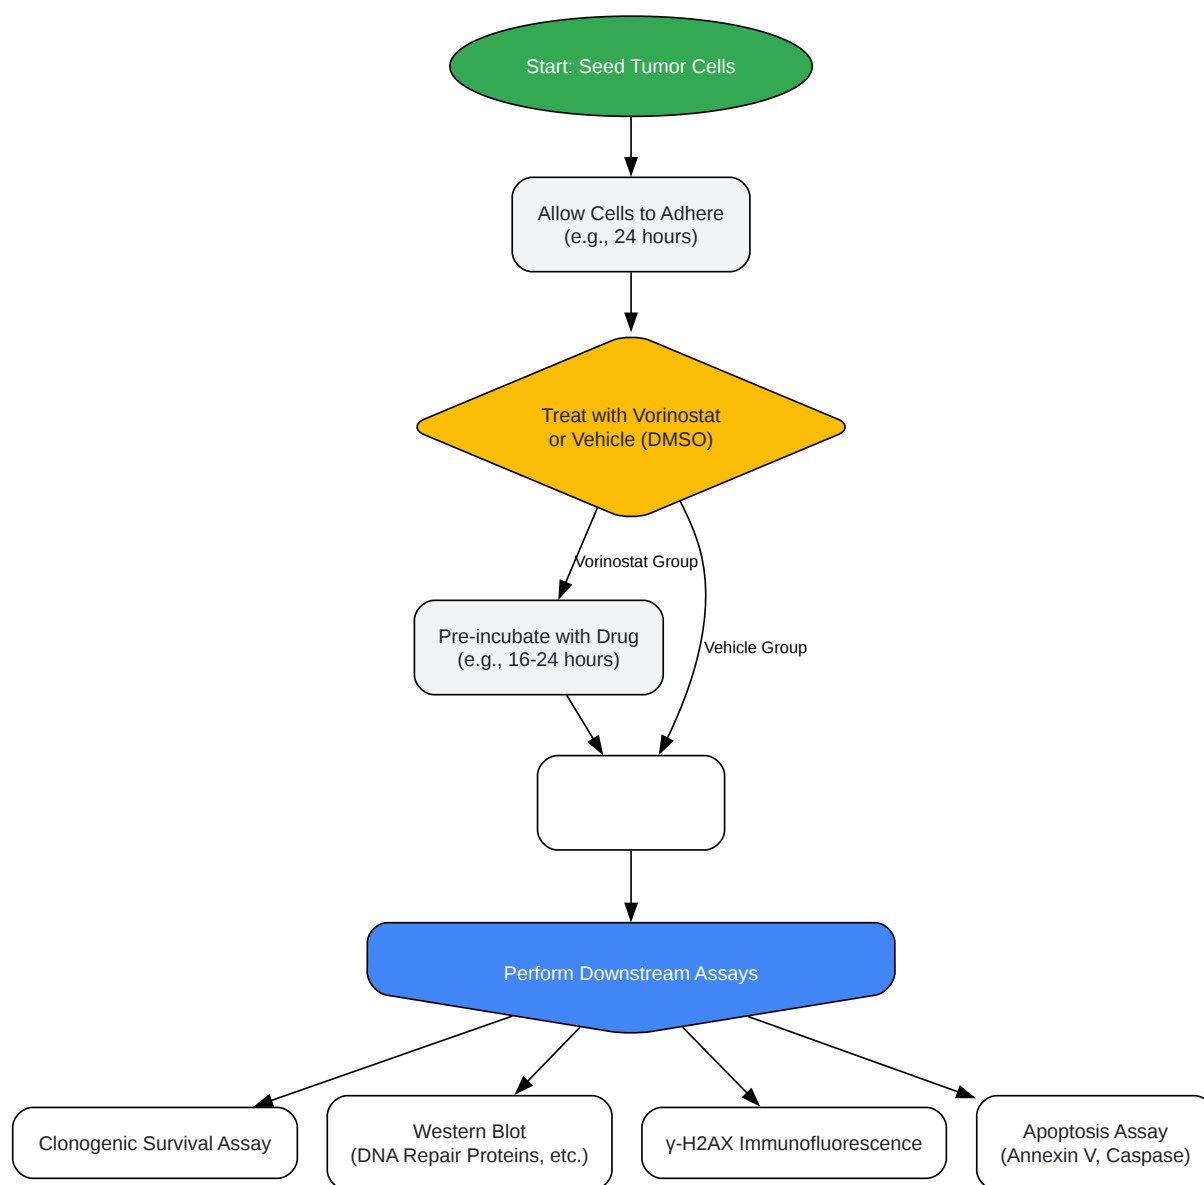 Start: Seed Tumor Cells
Allow Cells to Adhere
(e.g., 24 hours)
Treat with Vorinostat
or Vehicle (DMSO)
Vorinostat Group
Pre-incubate with Drug
(e.g., 16-24 hours)
Vehicle Group
Perform Downstream Assays
Clonogenic Survival Assay
Western Blot
(DNA Repair Proteins, etc.)
γ-H2AX Immunofluorescence
Apoptosis Assay
(Annexin V, Caspase)